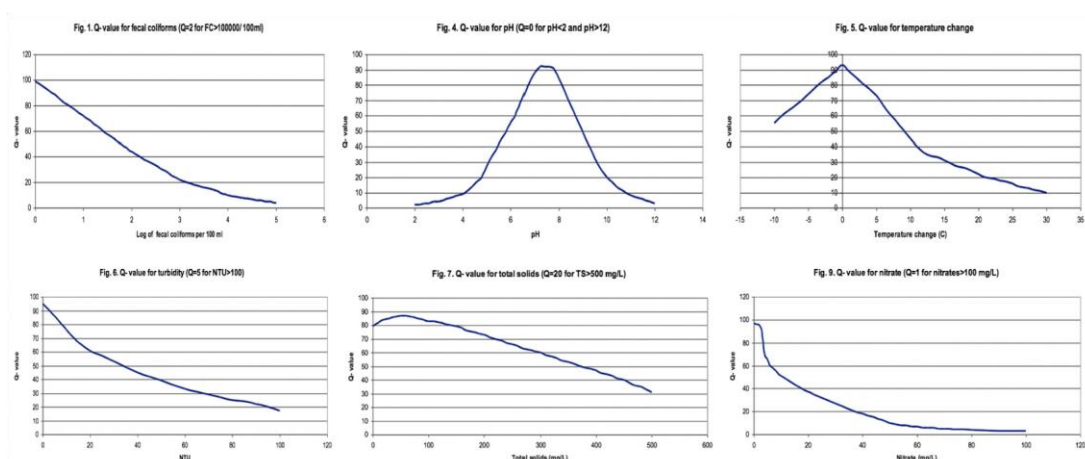 Fig. 1. Q- value for fecal coliforms (Q=2 for FC>100000/100ml)
120
100
80
60
40
20
0
Q- value
0 1 2 3 4 5 6
Log of fecal coliforms per 100 ml
Fig. 4. Q- value for pH (Q=0 for pH<2 and pH>12)
100
90
80
70
60
50
40
30
20
10
0
Q- value
0 2 4 6 8 10 12 14
pH
Fig. 5. Q- value for temperature change
100
90
80
70
60
50
40
30
20
10
0
Q- value
-15 -10 -5 0 5 10 15 20 25 30 35
Temperature change (C)
Fig. 6. Q- value for turbidity (Q=5 for NTU>100)
100
90
80
70
60
50
40
30
20
10
0
Q- value
0 20 40 60 80 100 120
NTU
Fig. 7. Q- value for total solids (Q=20 for TS>500 mg/L)
100
90
80
70
60
50
40
30
20
10
0
Q- value
0 100 200 300 400 500 600
Total solids (mg/L)
Fig. 9. Q- value for nitrate (Q=1 for nitrates>100 mg/L)
120
100
80
60
40
20
0
Q- value
0 20 40 60 80 100 120
Nitrate (mg/L)